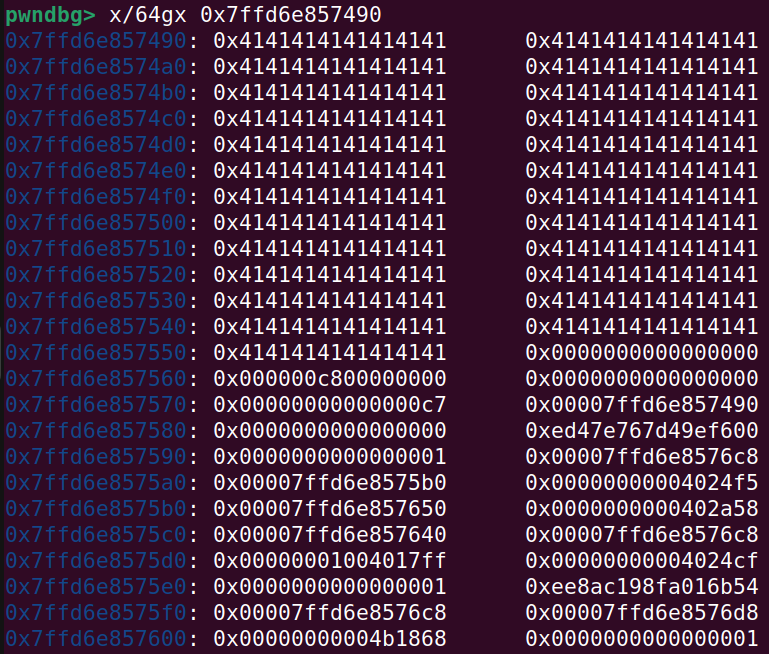 pwndbg> x/64gx 0x7ffd6e857490
0x7ffd6e857490: 0x4141414141414141 0x4141414141414141
0x7ffd6e8574a0: 0x4141414141414141 0x4141414141414141
0x7ffd6e8574b0: 0x4141414141414141 0x4141414141414141
0x7ffd6e8574c0: 0x4141414141414141 0x4141414141414141
0x7ffd6e8574d0: 0x4141414141414141 0x4141414141414141
0x7ffd6e8574e0: 0x4141414141414141 0x4141414141414141
0x7ffd6e8574f0: 0x4141414141414141 0x4141414141414141
0x7ffd6e857500: 0x4141414141414141 0x4141414141414141
0x7ffd6e857510: 0x4141414141414141 0x4141414141414141
0x7ffd6e857520: 0x4141414141414141 0x4141414141414141
0x7ffd6e857530: 0x4141414141414141 0x4141414141414141
0x7ffd6e857540: 0x4141414141414141 0x4141414141414141
0x7ffd6e857550: 0x4141414141414141 0x0000000000000000
0x7ffd6e857560: 0x000000c800000000 0x0000000000000000
0x7ffd6e857570: 0x00000000000000c7 0x00007ffd6e857490
0x7ffd6e857580: 0x0000000000000000 0xed47e767d49ef600
0x7ffd6e857590: 0x0000000000000001 0x00007ffd6e8576c8
0x7ffd6e8575a0: 0x00007ffd6e8575b0 0x00000000004024f5
0x7ffd6e8575b0: 0x00007ffd6e857650 0x0000000000402a58
0x7ffd6e8575c0: 0x00007ffd6e857640 0x00007ffd6e8576c8
0x7ffd6e8575d0: 0x00000001004017ff 0x00000000004024cf
0x7ffd6e8575e0: 0x0000000000000001 0xee8ac198fa016b54
0x7ffd6e8575f0: 0x00007ffd6e8576c8 0x00007ffd6e8576d8
0x7ffd6e857600: 0x00000000004b1868 0x0000000000000001